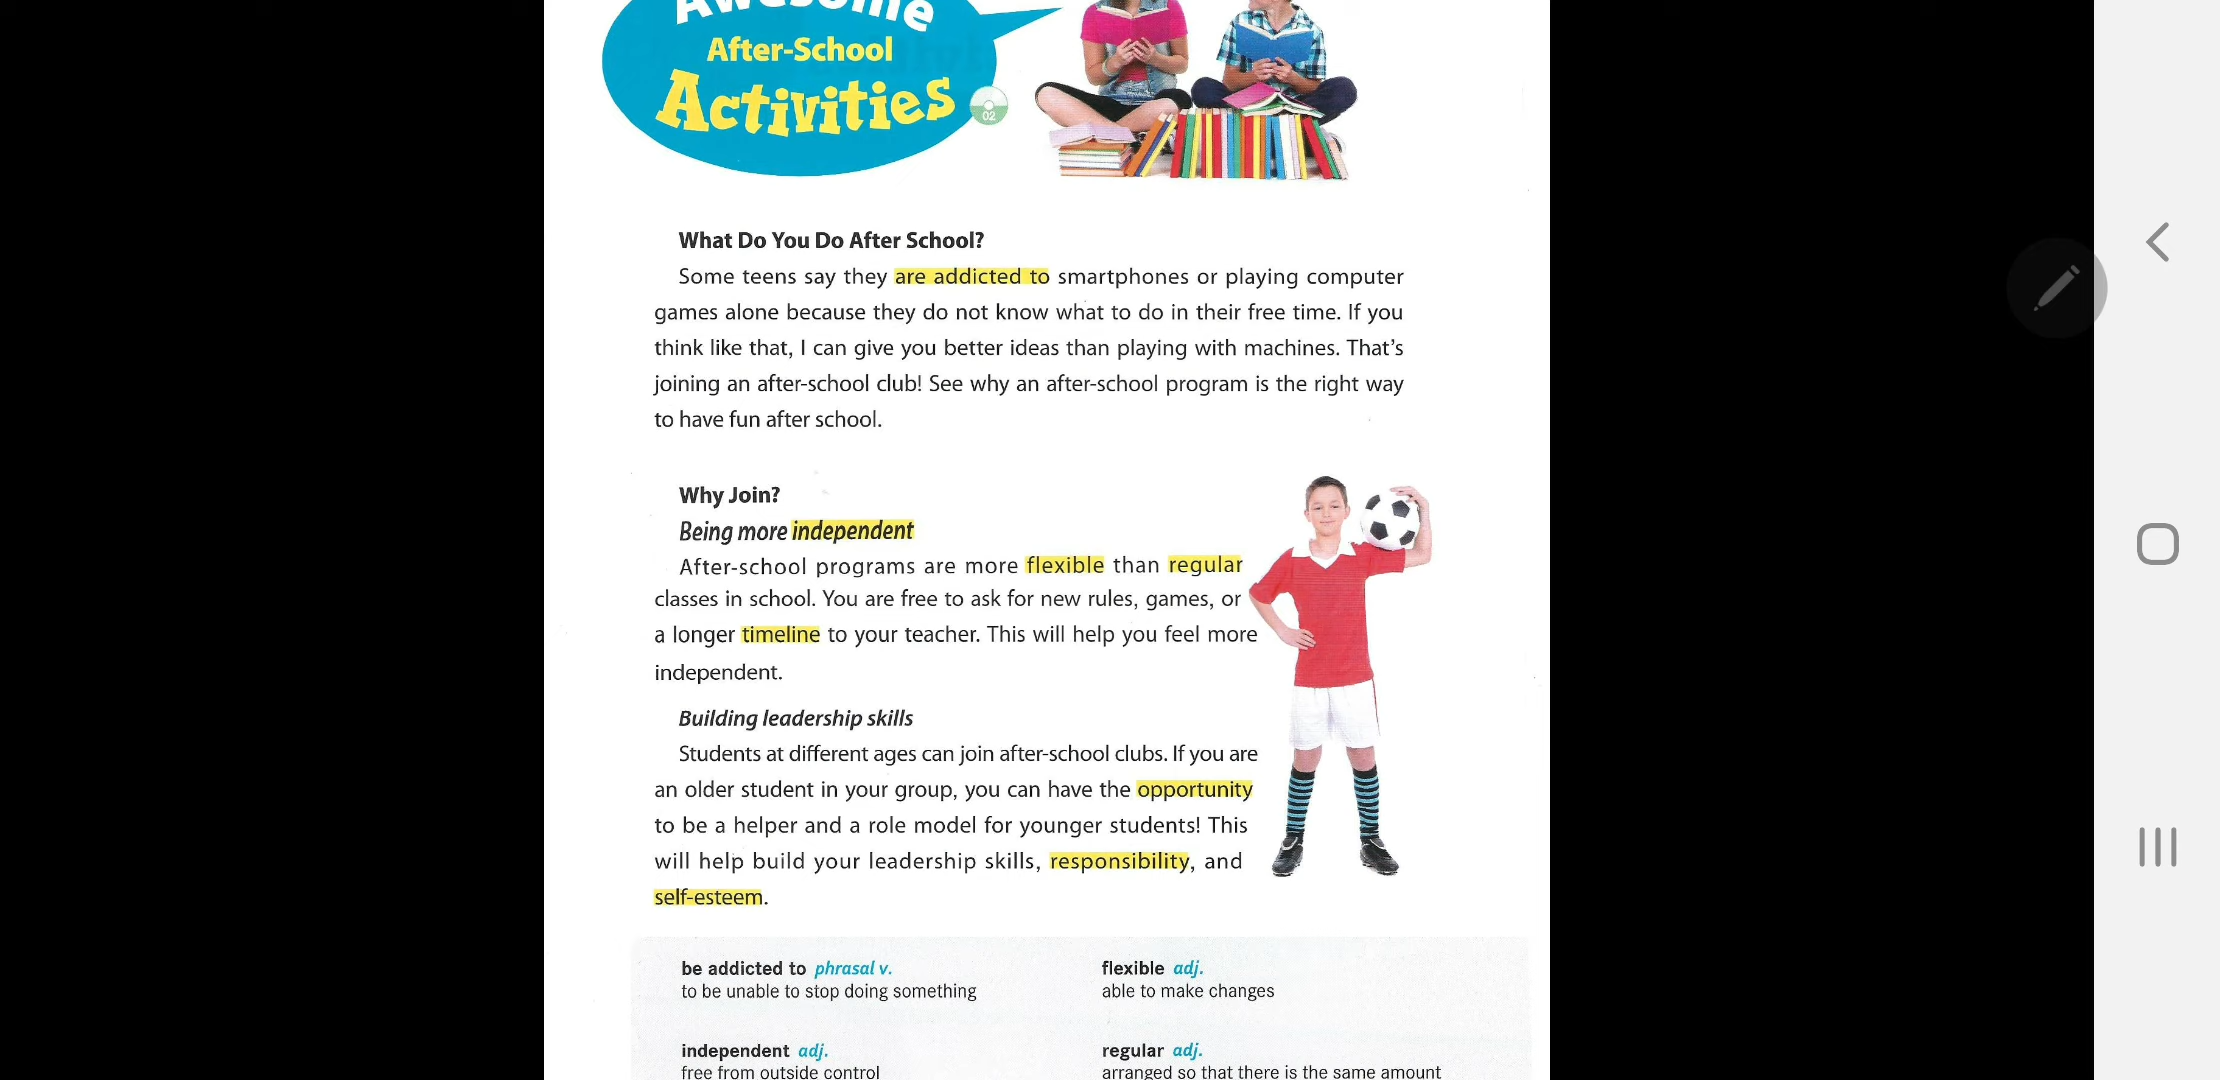 Awesome
After-School
Activities
02
What Do You Do After School?
Some teens say they are addicted to smartphones or playing computer
games alone because they do not know what to do in their free time. If you
think like that, I can give you better ideas than playing with machines. That's
joining an after-school club! See why an after-school program is the right way
to have fun after school.
Why Join?
Being more independent
After-school programs are more flexible than regular
classes in school. You are free to ask for new rules, games, or
a longer timeline to your teacher. This will help you feel more
independent.
Building leadership skills
Students at different ages can join after-school clubs. If you are
an older student in your group, you can have the opportunity
to be a helper and a role model for younger students! This
will help build your leadership skills, responsibility, and
self-esteem.
be addicted to phrasal v.
to be unable to stop doing something
flexible adj.
able to make changes
independent adj.
free from outside control
regular adj.
arranged so that there is the same amount